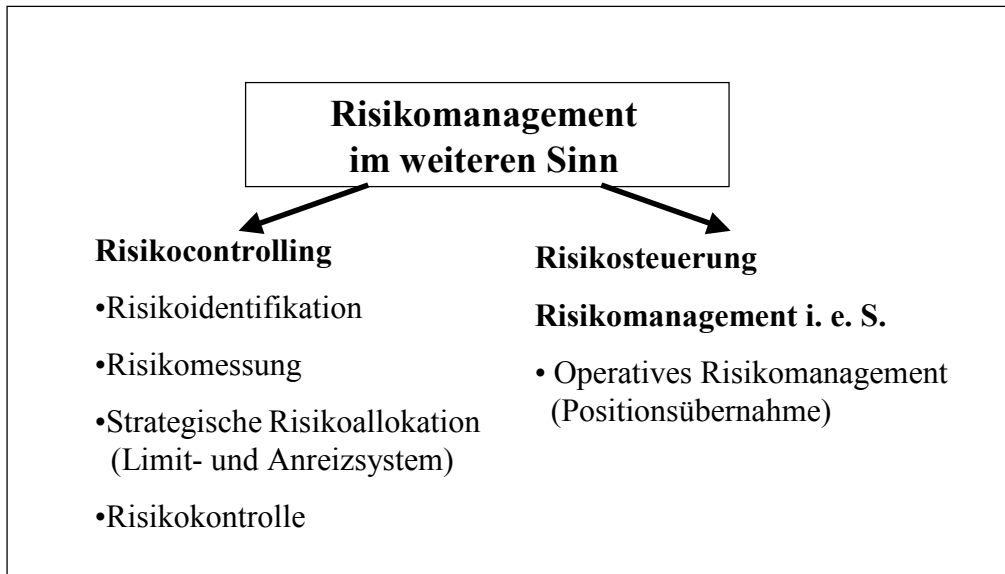 Risikomanagement
im weiteren Sinn
Risikocontrolling
•Risikoidentifikation
•Risikomessung
•Strategische Risikoallokation
(Limit- und Anreizsystem)
•Risikokontrolle
Risikosteuerung
Risikomanagement i. e. S.
• Operatives Risikomanagement
(Positionsübernahme)